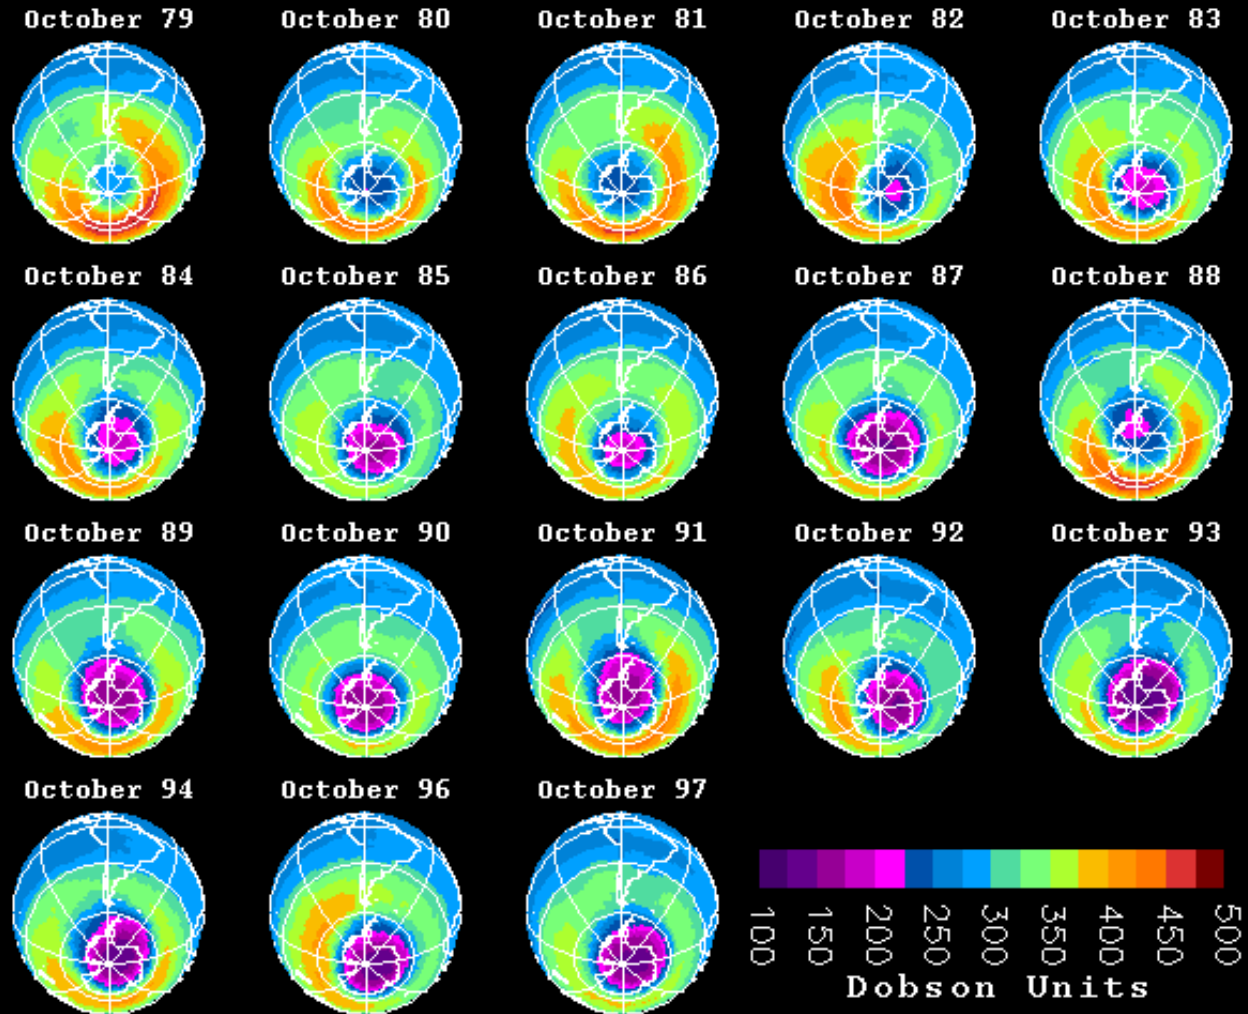 October 79 October 80 October 81 October 82 October 83
October 84 October 85 October 86 October 87 October 88
October 89 October 90 October 91 October 92 October 93
October 94 October 96 October 97
100 150 200 250 300 350 400 450 500
Dobson Units